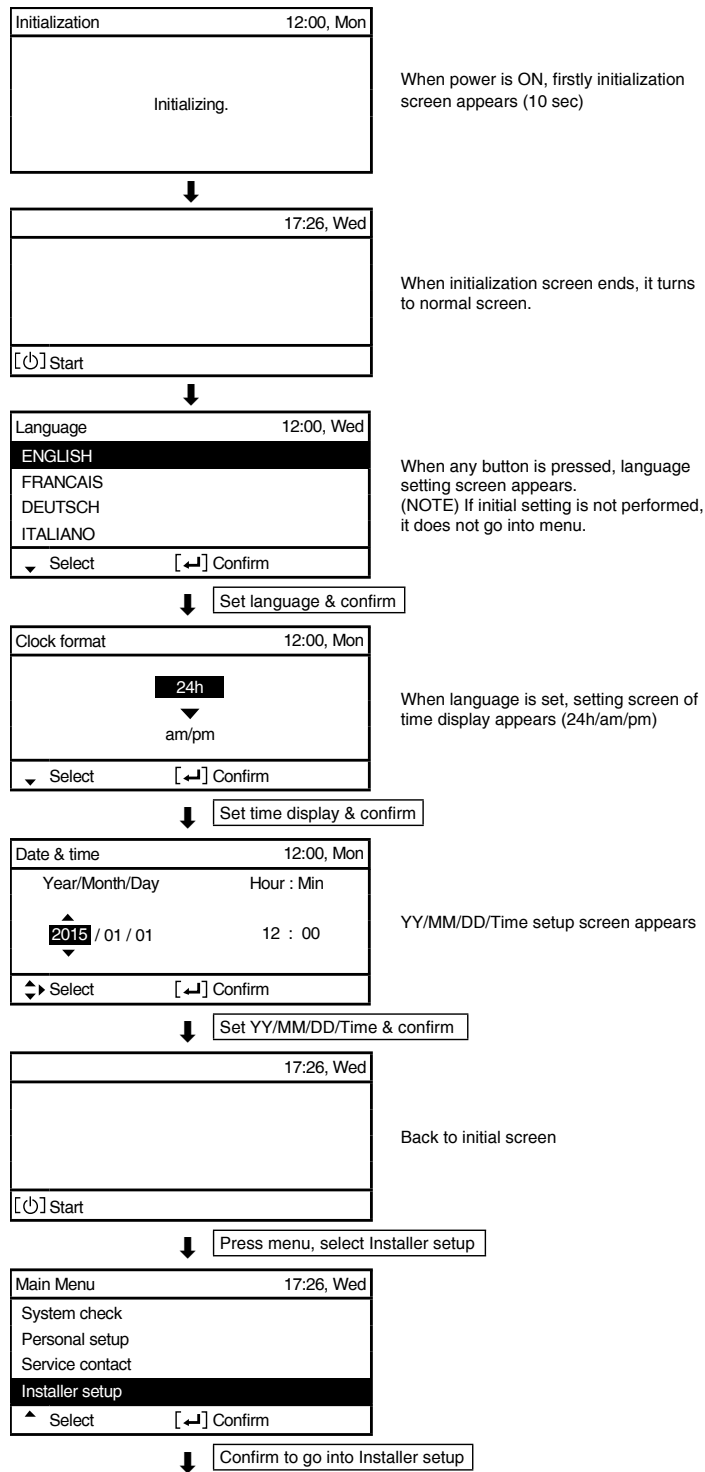 Initialization 12:00, Mon
Initializing.
When power is ON, firstly initialization
screen appears (10 sec)
17:26, Wed
[⏻] Start
When initialization screen ends, it turns
to normal screen.
Language 12:00, Wed
ENGLISH
FRANCAIS
DEUTSCH
ITALIANO
Select [↵] Confirm
When any button is pressed, language
setting screen appears.
(NOTE) If initial setting is not performed,
it does not go into menu.
Set language & confirm
Clock format 12:00, Mon
24h
am/pm
Select [↵] Confirm
When language is set, setting screen of
time display appears (24h/am/pm)
Set time display & confirm
Date & time 12:00, Mon
Year/Month/Day Hour : Min
2015 / 01 / 01 12 : 00
Select [↵] Confirm
YY/MM/DD/Time setup screen appears
Set YY/MM/DD/Time & confirm
17:26, Wed
[⏻] Start
Back to initial screen
Press menu, select Installer setup
Main Menu 17:26, Wed
System check
Personal setup
Service contact
Installer setup
Select [↵] Confirm
Confirm to go into Installer setup